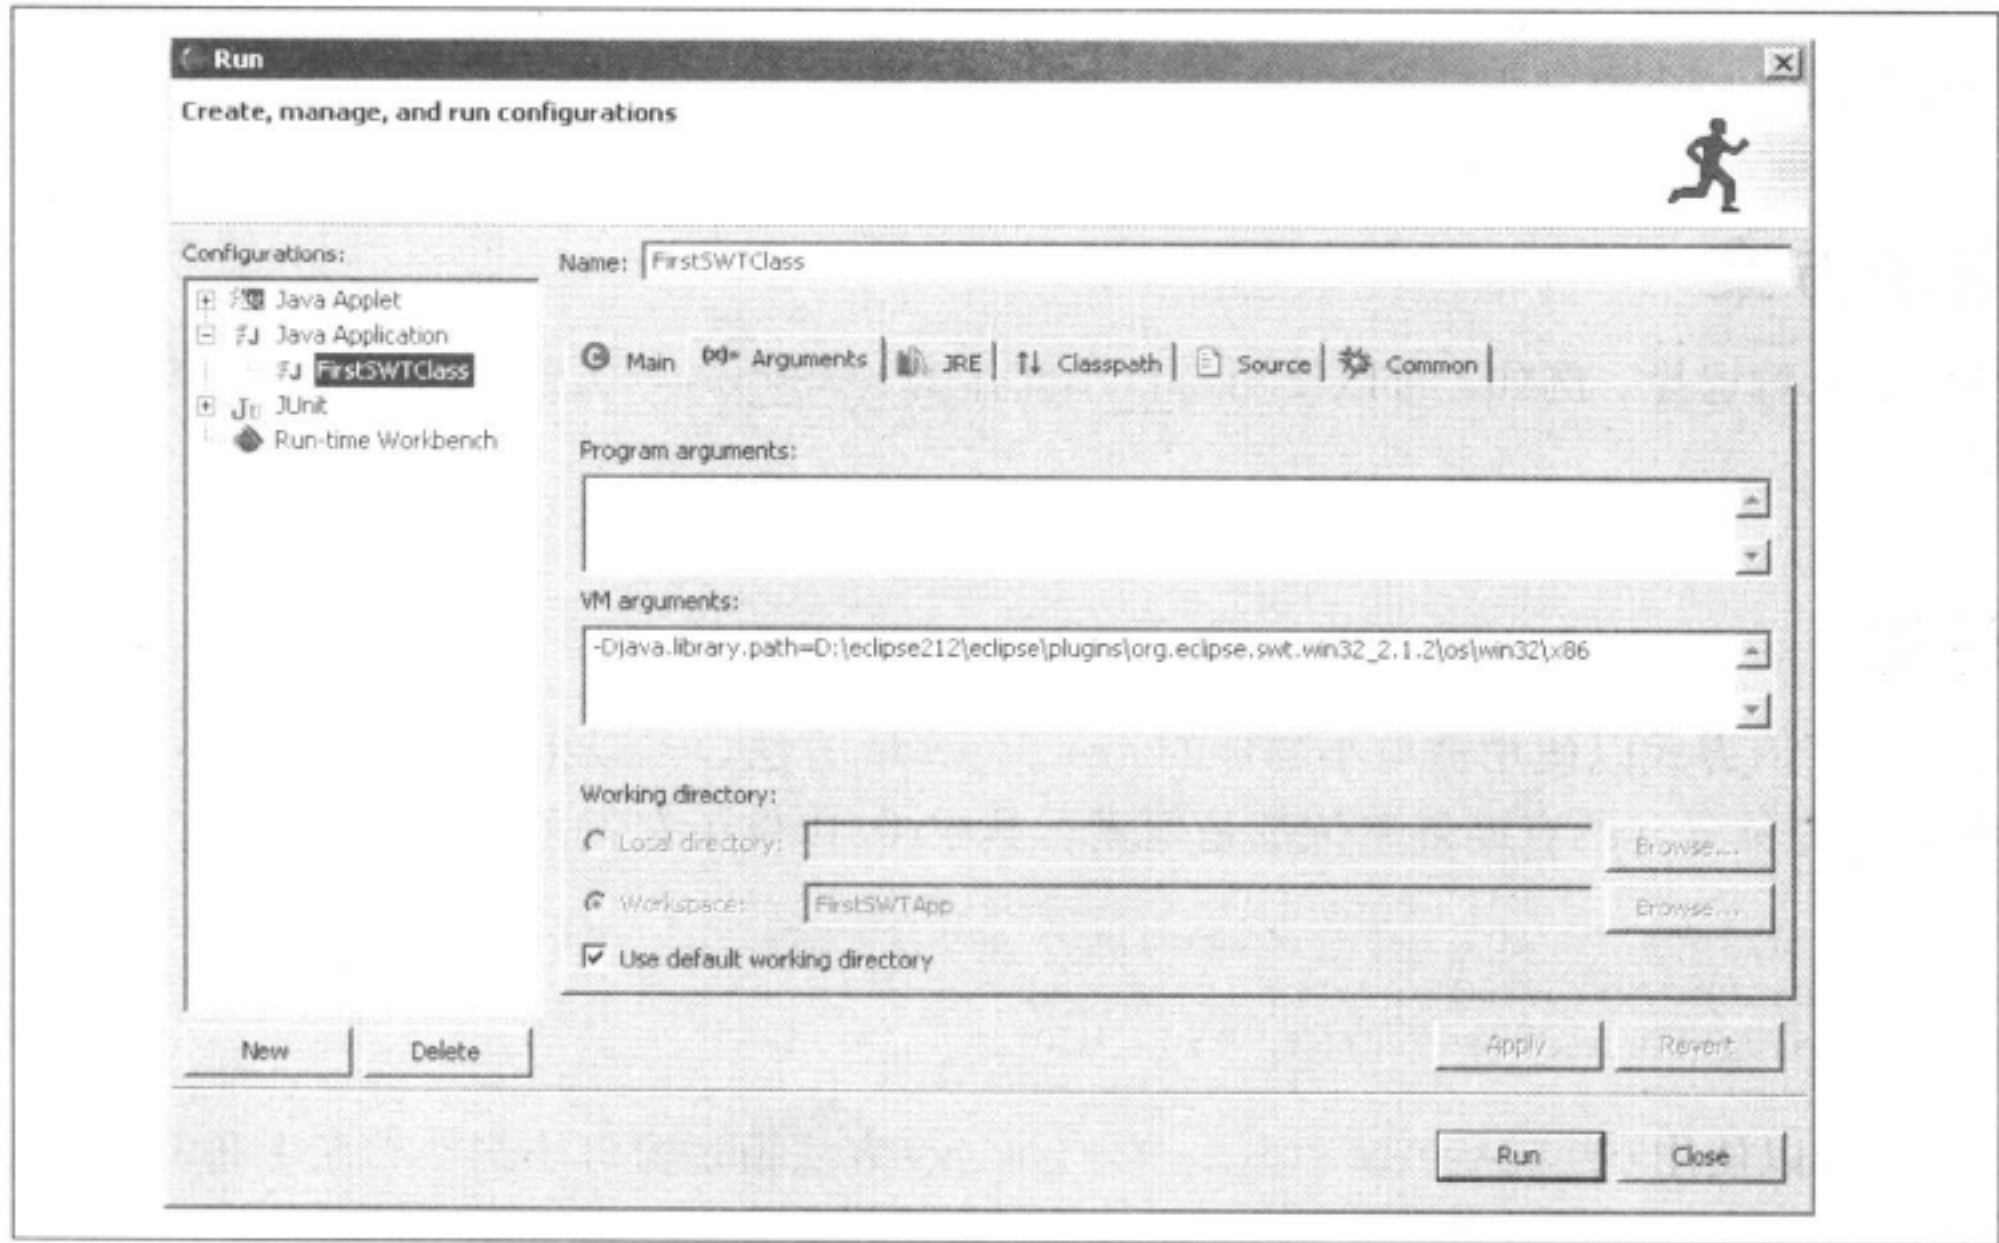 Run
Create, manage, and run configurations
Configurations:
Java Applet
Java Application
FirstSWTClass
JUnit
Run-time Workbench
New
Delete
Name: FirstSWTClass
Main
Arguments
JRE
Classpath
Source
Common
Program arguments:
VM arguments:
-Djava.library.path=D:\eclipse212\eclipse\plugins\org.eclipse.swt.win32_2.1.2\os\win32\x86
Working directory:
Local directory:
Browse...
Workspace: FirstSWTApp
Browse...
Use default working directory
Apply
Revert
Run
Close